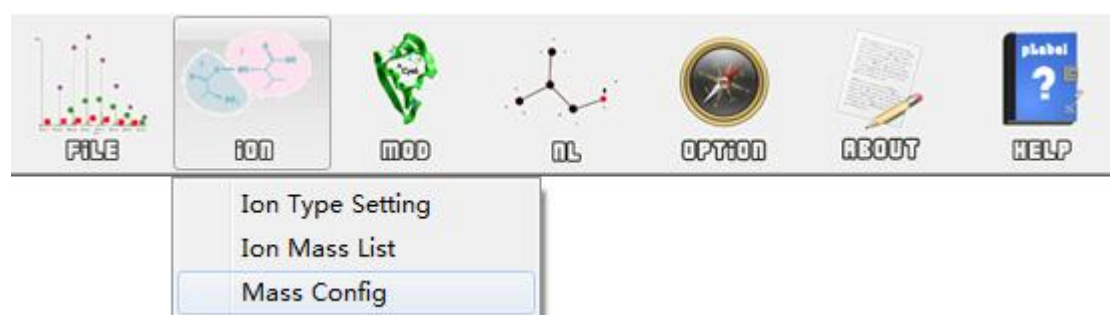 pLabel
?
FILE
ION
MOD
NL
OPTION
ABOUT
HELP
Ion Type Setting
Ion Mass List
Mass Config